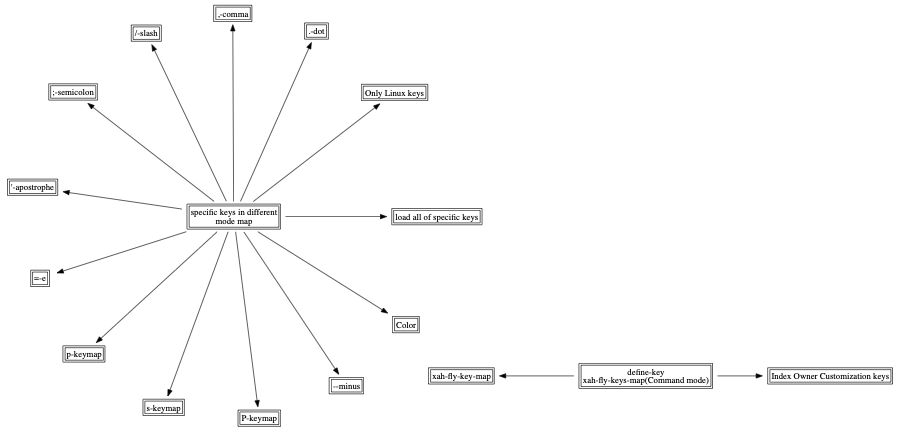 ,-comma
/-slash
.-dot
;-semicolon
Only Linux keys
'-apostrophe
specific keys in different
mode map
load all of specific keys
=-e
Color
p-keymap
xah-fly-key-map
define-key
xah-fly-keys-map(Command mode)
Index Owner Customization keys
--minus
s-keymap
P-keymap